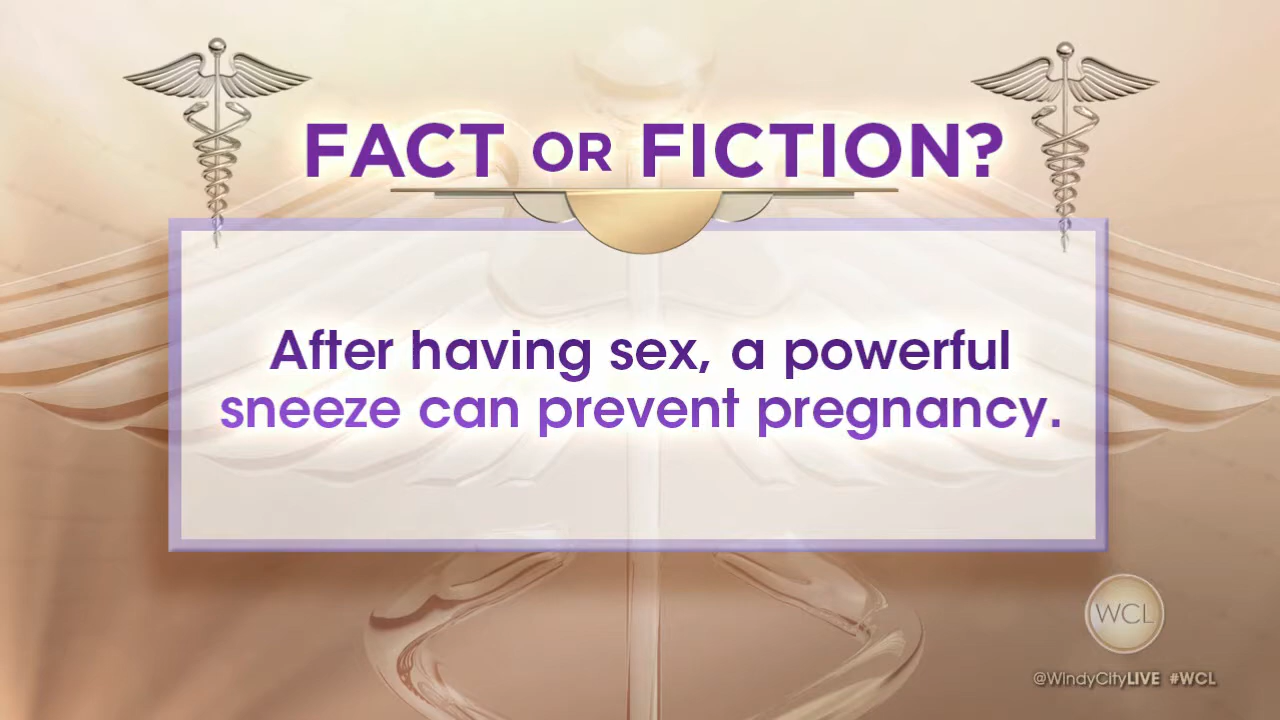 FACT OR FICTION?
After having sex, a powerful
sneeze can prevent pregnancy.
WCL
@WindyCityLIVE #WCL